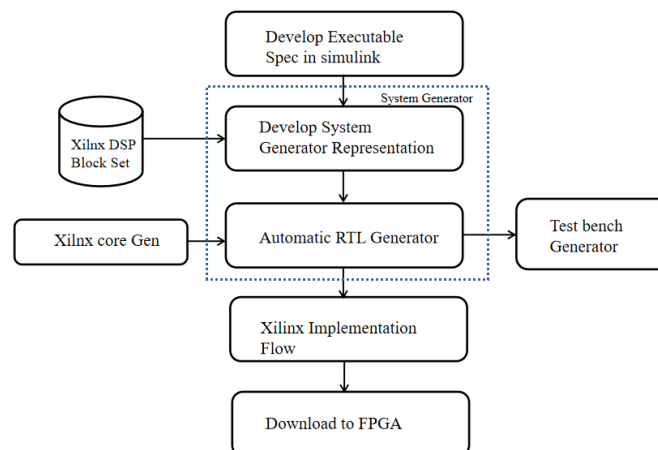 Develop Executable
Spec in simulink
System Generator
Develop System
Generator Representation
Xilnx DSP
Block Set
Xilnx core Gen
Automatic RTL Generator
Test bench
Generator
Xilinx Implementation
Flow
Download to FPGA